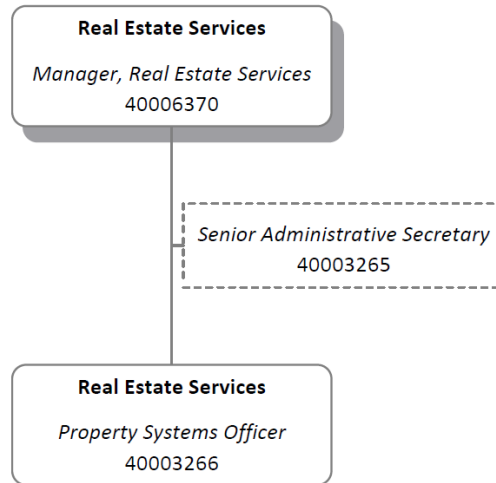 Real Estate Services
Manager, Real Estate Services
40006370
Senior Administrative Secretary
40003265
Real Estate Services
Property Systems Officer
40003266